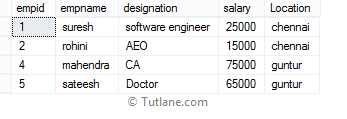 empid empname designation salary Location
1 suresh software engineer 25000 chennai
2 rohini AEO 15000 chennai
4 mahendra CA 75000 guntur
5 sateesh Doctor 65000 guntur
© Tutlane.com